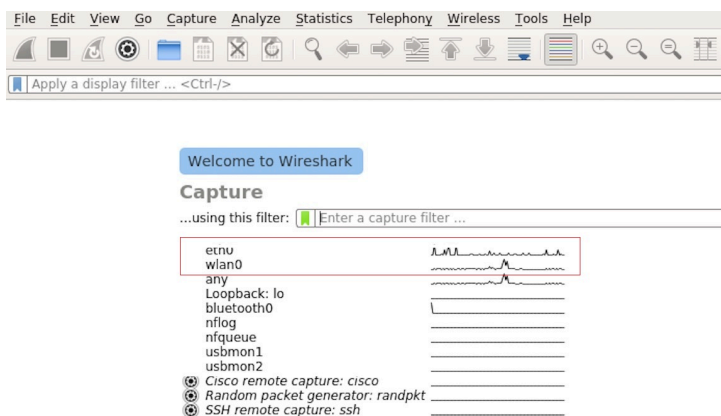 File Edit View Go Capture Analyze Statistics Telephony Wireless Tools Help
Apply a display filter ... <Ctrl-/>
Welcome to Wireshark
Capture
...using this filter: Enter a capture filter ...
eth0
wlan0
any
Loopback: lo
bluetooth0
nflog
nfqueue
usbmon1
usbmon2
Cisco remote capture: cisco
Random packet generator: randpkt
SSH remote capture: ssh